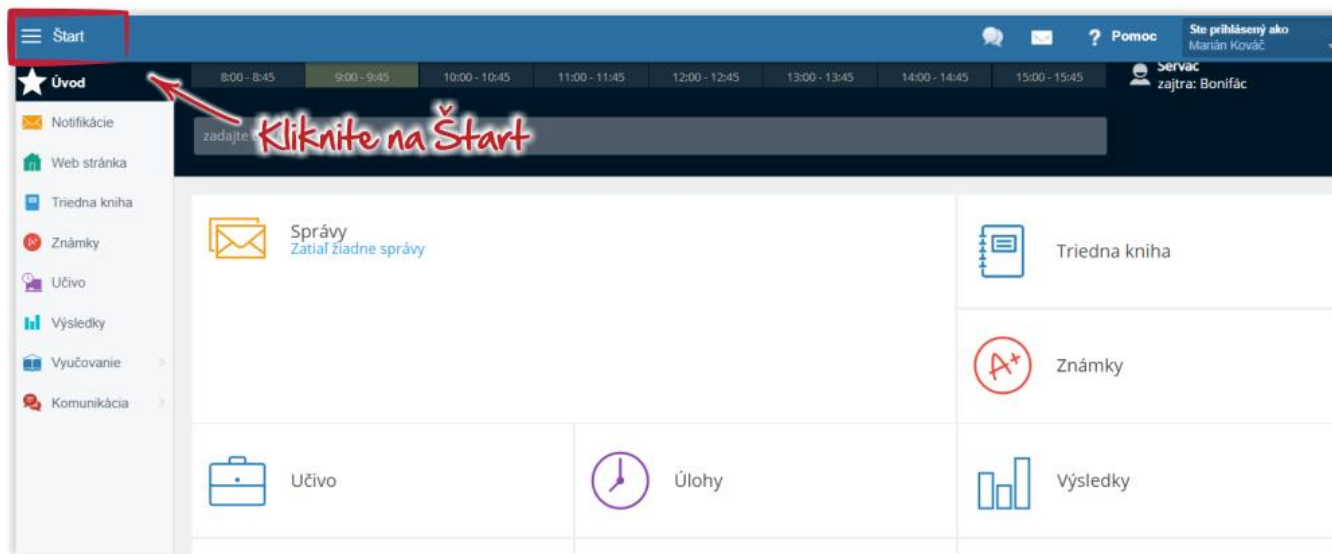 Štart
Pomoc
Ste prihlásený ako
Marián Kováč
Úvod
8:00 - 8:45
9:00 - 9:45
10:00 - 10:45
11:00 - 11:45
12:00 - 12:45
13:00 - 13:45
14:00 - 14:45
15:00 - 15:45
Servác
zajtra: Bonifác
zadajte
Kliknite na Štart
Notifikácie
Web stránka
Triedna kniha
Známky
Učivo
Výsledky
Vyučovanie
Komunikácia
Správy
Zatiaľ žiadne správy
Triedna kniha
A+
Známky
Učivo
Úlohy
Výsledky